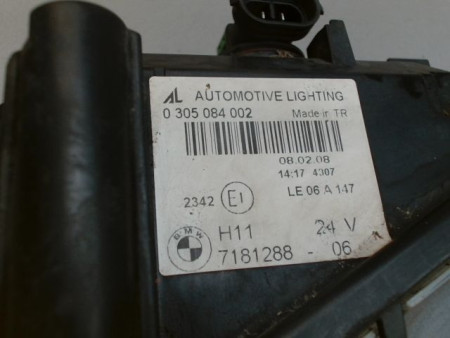 AL AUTOMOTIVE LIGHTING
0 305 084 002 Made in TR
08.02.08
14:17 4307
2342 E1 LE 06 A 147
BMW H11 24 V
7181288 - 06